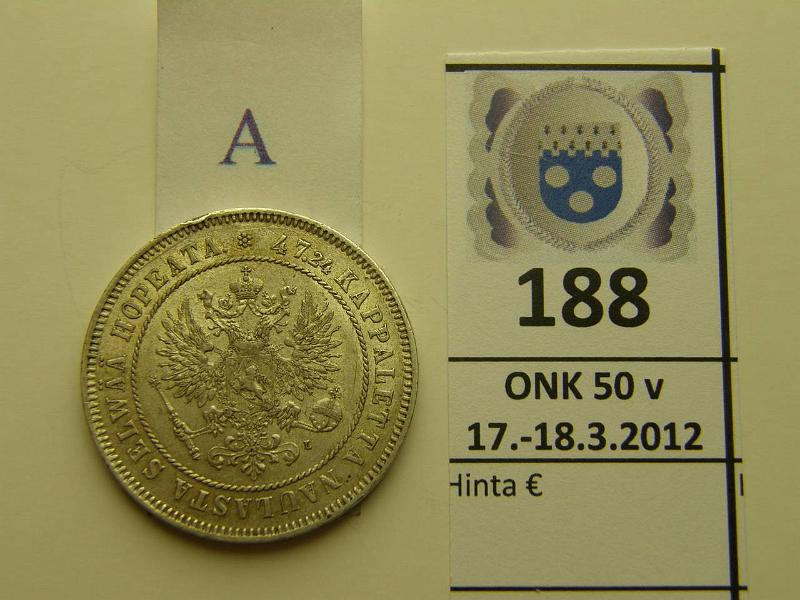 A
47.24 KAPPALETTA NAULASTA SELWÄÄ HOPEATA.
L
188
ONK 50 v
17.-18.3.2012
Hinta €